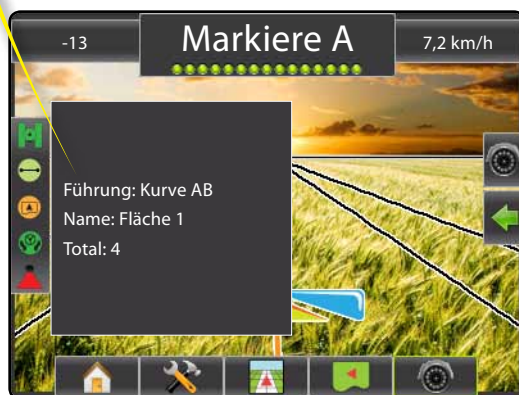 -13
Markiere A
7,2 km/h
Führung: Kurve AB
Name: Fläche 1
Total: 4